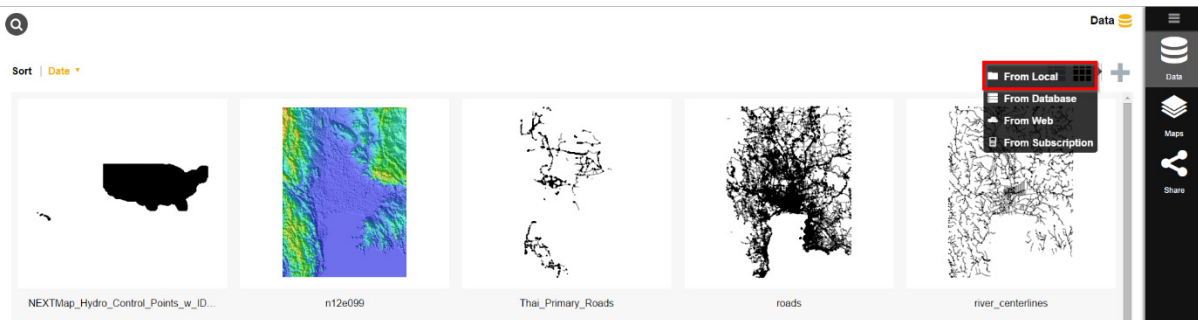 Data
Sort | Date
From Local
From Database
From Web
From Subscription
Data
Maps
Share
NEXTMap_Hydro_Control_Points_w_ID...
n12e099
Thai_Primary_Roads
roads
river_centerlines